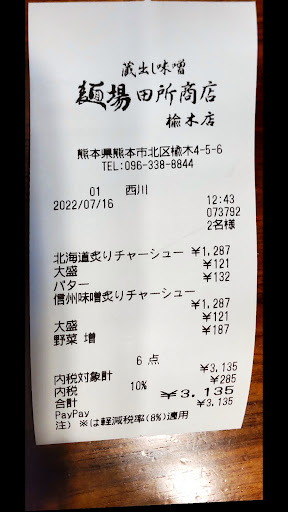 蔵出し味噌
麺場 田所商店
楡木店
熊本県熊本市北区楡木4-5-6
TEL:096-338-8844
01 西川
2022/07/16 12:43
073792
2名様
北海道炙りチャーシュー ¥1,287
大盛 ¥121
バター ¥132
信州味噌炙りチャーシュー
¥1,287
大盛 ¥121
野菜 増 ¥187
6 点
内税対象計 ¥3,135
内税 10% ¥285
合計 ¥3,135
PayPay ¥3,135
注) ※は軽減税率(8%)適用